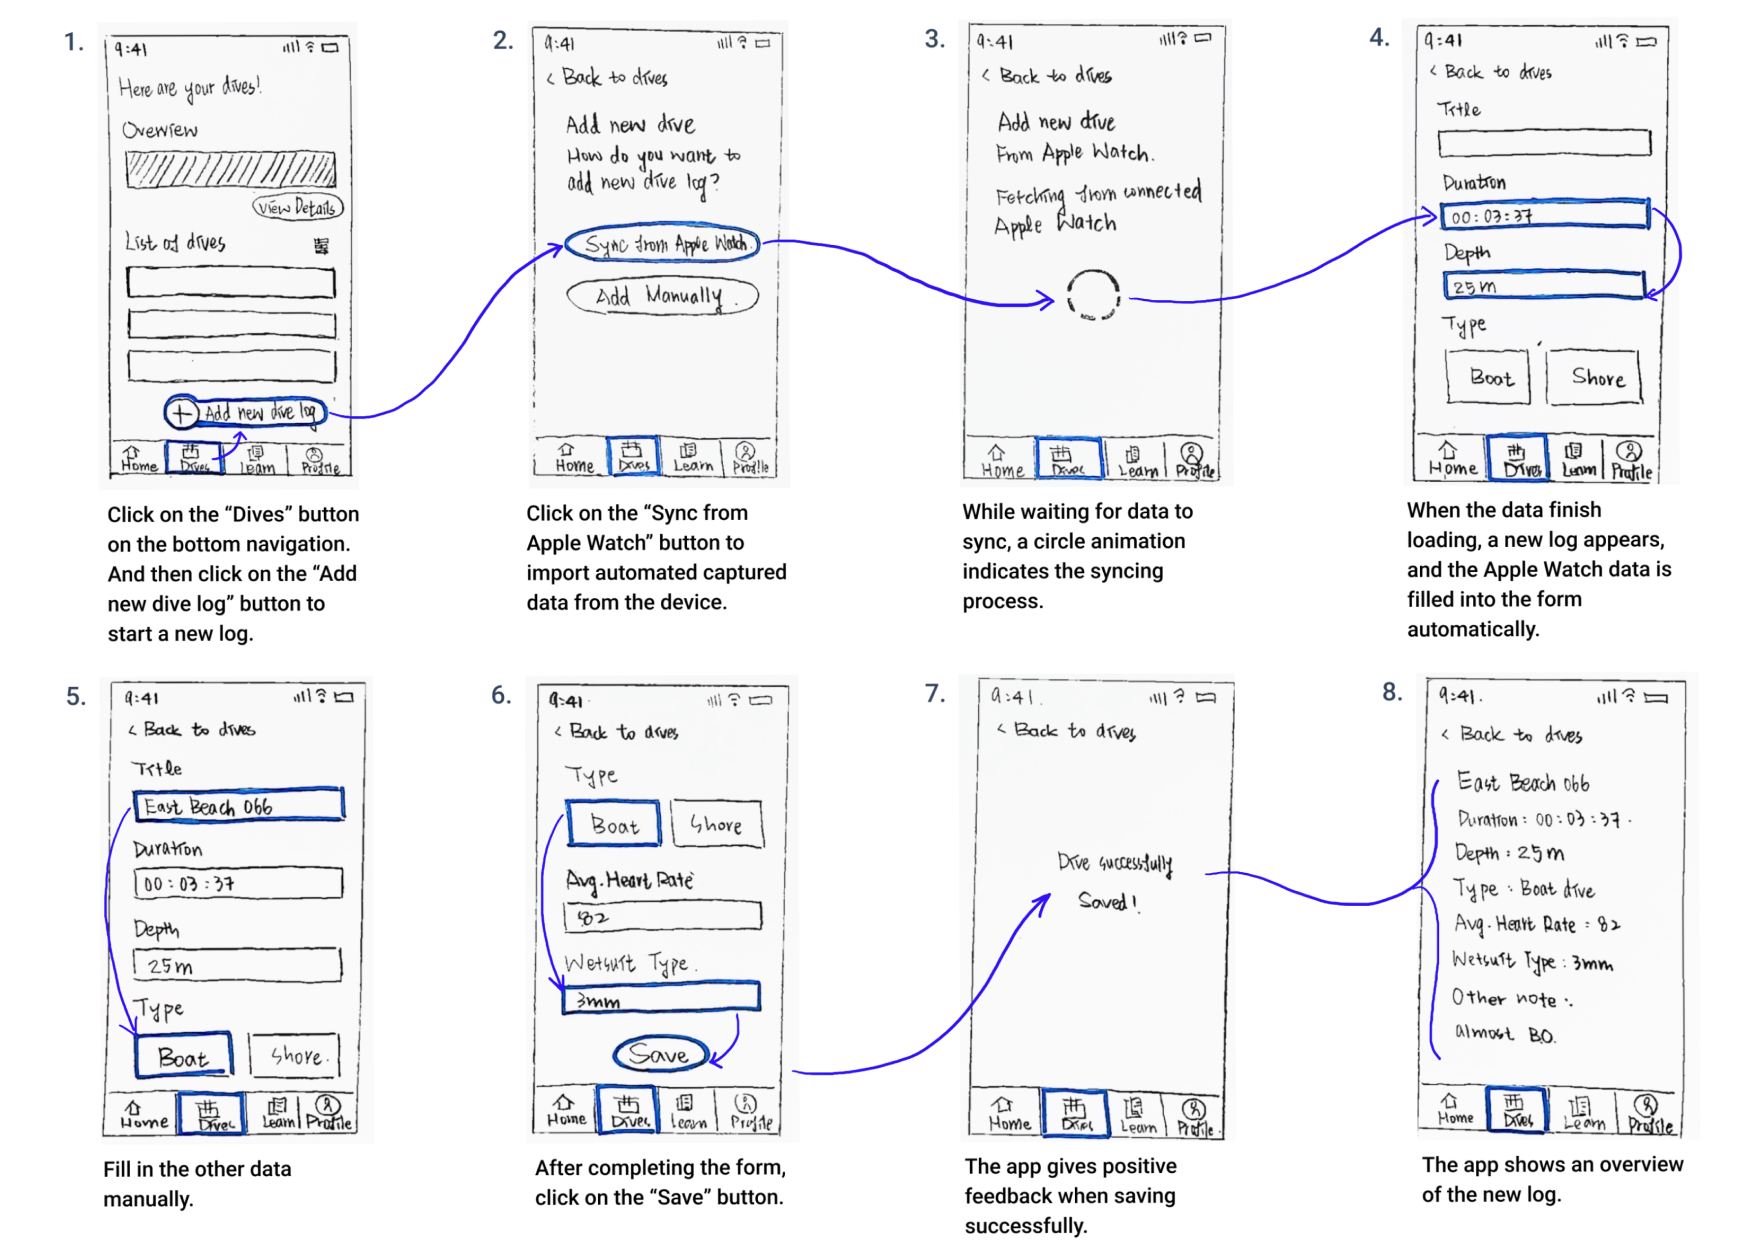 1.
9:41
Here are your dives!
Overview
View Details
List of dives
+ Add new dive log
Home Dives Learn Profile
Click on the “Dives” button
on the bottom navigation.
And then click on the “Add
new dive log” button to
start a new log.
2.
9:41
< Back to dives
Add new dive
How do you want to
add new dive log?
Sync from Apple Watch.
Add Manually.
Home Dives Learn Profile
Click on the “Sync from
Apple Watch” button to
import automated captured
data from the device.
3.
9:41
< Back to dives
Add new dive
From Apple Watch.
Fetching from connected
Apple Watch
Home Dives Learn Profile
While waiting for data to
sync, a circle animation
indicates the syncing
process.
4.
9:41
< Back to dives
Title
Duration
00:03:37
Depth
25m
Type
Boat Shore
Home Dives Learn Profile
When the data finish
loading, a new log appears,
and the Apple Watch data is
filled into the form
automatically.
5.
9:41
< Back to dives
Title
East Beach 066
Duration
00:03:37
Depth
25m
Type
Boat Shore.
Home Dives Learn Profile
Fill in the other data
manually.
6.
9:41
< Back to dives
Type
Boat Shore
Avg. Heart Rate
82
Wetsuit Type.
3mm
Save
Home Dives Learn Profile
After completing the form,
click on the “Save” button.
7.
9:41.
< Back to dives
Dive successfully
Saved!
Home Dives Learn Profile
The app gives positive
feedback when saving
successfully.
8.
9:41.
< Back to dives
East Beach 066
Duration: 00:03:37.
Depth: 25m
Type: Boat dive
Avg. Heart Rate: 82
Wetsuit Type: 3mm
Other note:.
almost B.O.
Home Dives Learn Profile
The app shows an overview
of the new log.